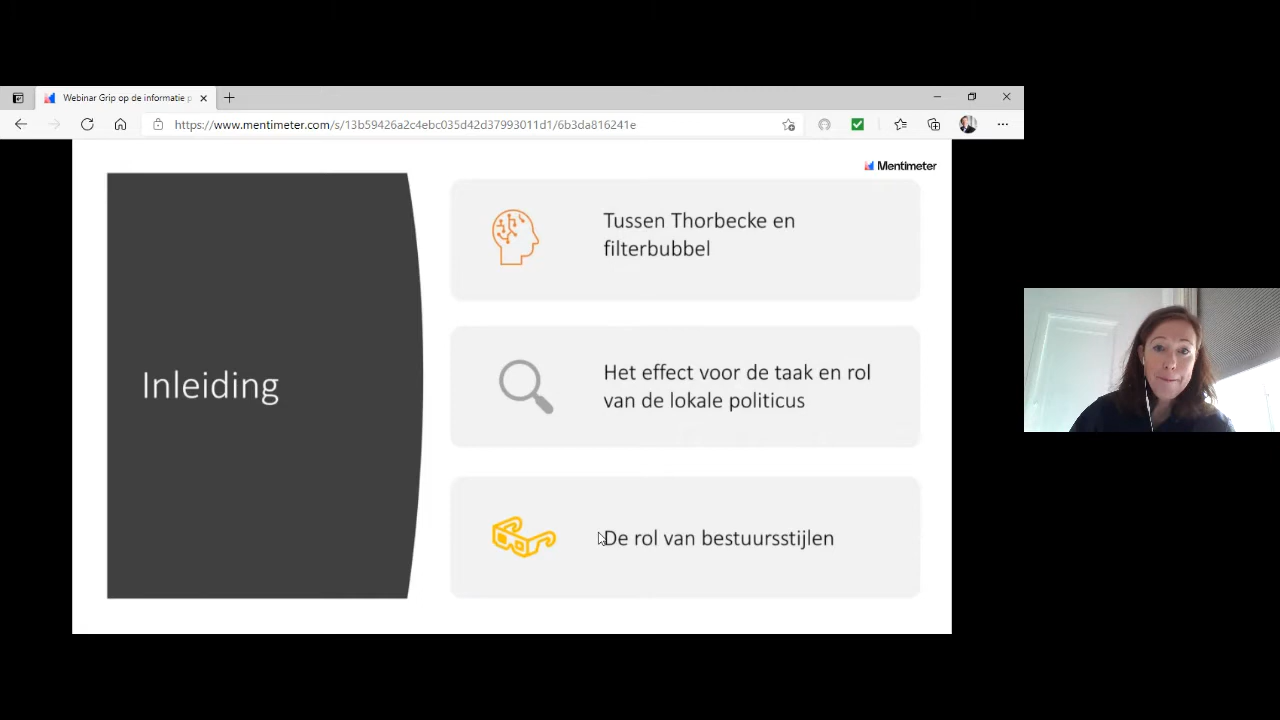 Webinar Grip op de informatie p
https://www.mentimeter.com/s/13b59426a2c4ebc035d42d37993011d1/6b3da816241e
Mentimeter
Inleiding
Tussen Thorbecke en
filterbubbel
Het effect voor de taak en rol
van de lokale politicus
De rol van bestuursstijlen